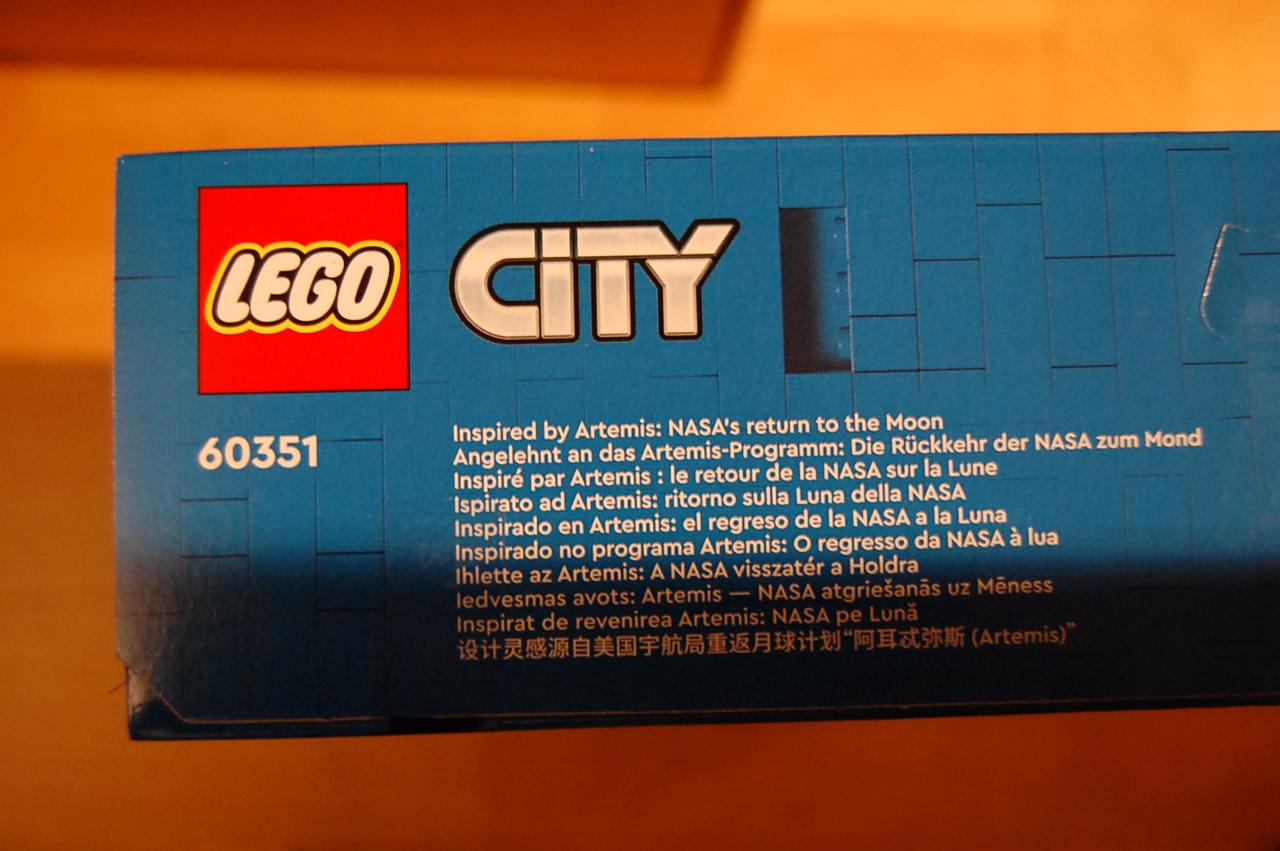 LEGO
CITY
60351
Inspired by Artemis: NASA's return to the Moon
Angelehnt an das Artemis-Programm: Die Rückkehr der NASA zum Mond
Inspiré par Artemis : le retour de la NASA sur la Lune
Ispirato ad Artemis: ritorno sulla Luna della NASA
Inspirado en Artemis: el regreso de la NASA a la Luna
Inspirado no programa Artemis: O regresso da NASA à lua
Ihlette az Artemis: A NASA visszatér a Holdra
Iedvesmas avots: Artemis — NASA atgriešanās uz Mēness
Inspirat de revenirea Artemis: NASA pe Lună
设计灵感源自美国宇航局重返月球计划“阿耳忒弥斯 (Artemis)”